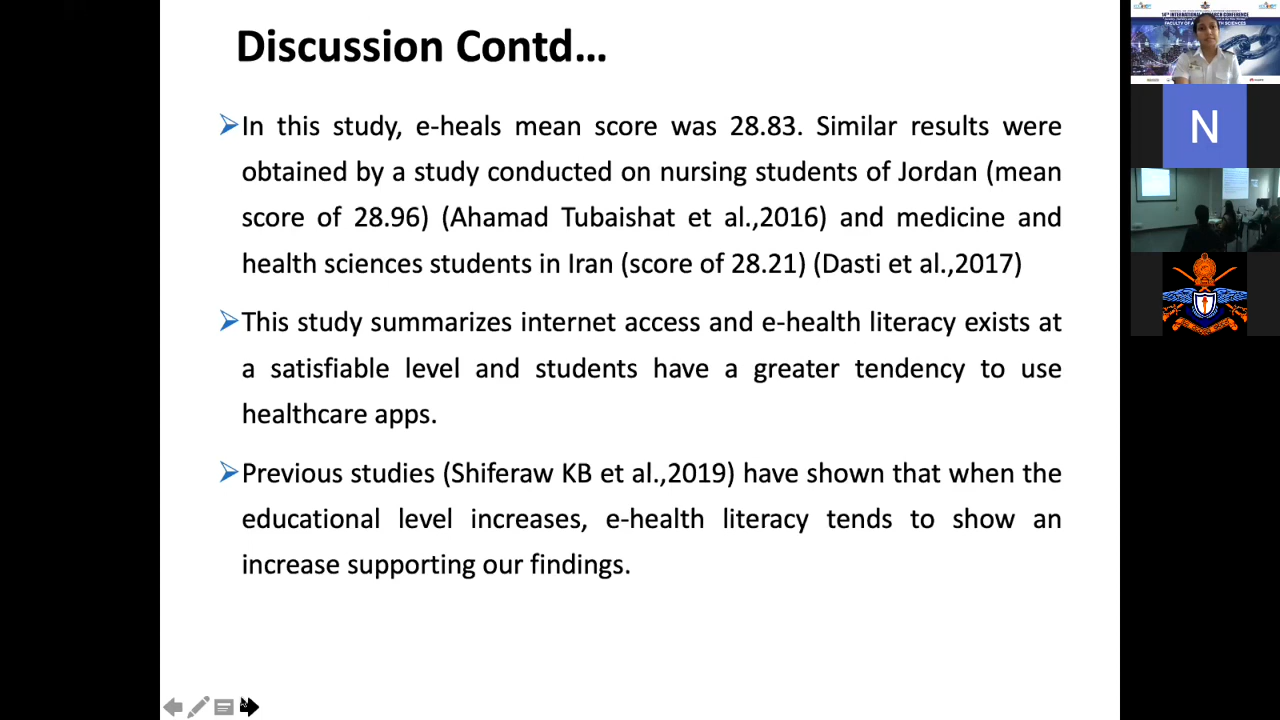 Discussion Contd...
In this study, e-heals mean score was 28.83. Similar results were
obtained by a study conducted on nursing students of Jordan (mean
score of 28.96) (Ahamad Tubaishat et al.,2016) and medicine and
health sciences students in Iran (score of 28.21) (Dasti et al.,2017)
This study summarizes internet access and e-health literacy exists at
a satisfiable level and students have a greater tendency to use
healthcare apps.
Previous studies (Shiferaw KB et al.,2019) have shown that when the
educational level increases, e-health literacy tends to show an
increase supporting our findings.
N